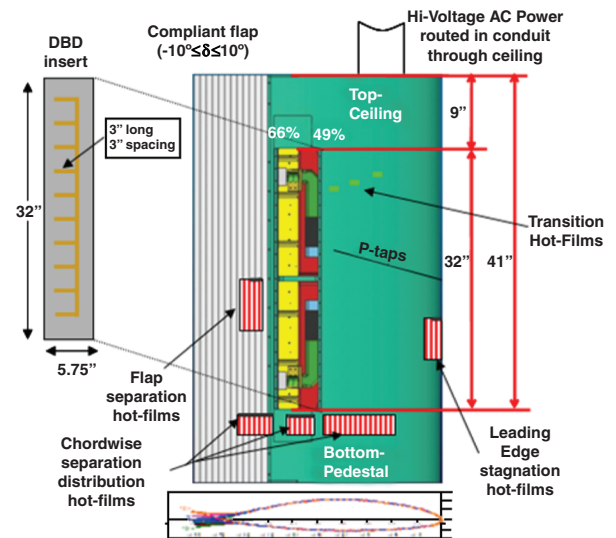 DBD
insert
Compliant flap
(-10°≤δ≤10°)
Hi-Voltage AC Power
routed in conduit
through ceiling
Top-
Ceiling
9”
66%
49%
3” long
3” spacing
32”
Transition
Hot-Films
P-taps
32”
41”
5.75”
Flap
separation
hot-films
Chordwise
separation
distribution
hot-films
Bottom-
Pedestal
Leading
Edge
stagnation
hot-films